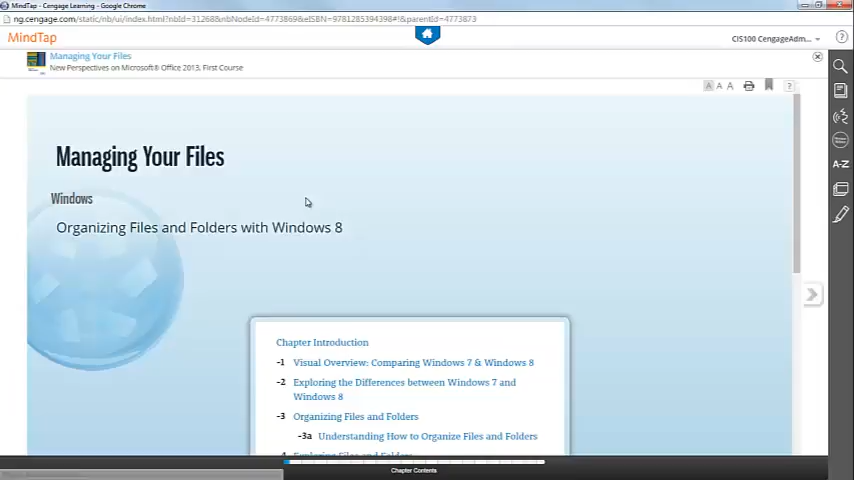 MindTap - Cengage Learning - Google Chrome
ng.cengage.com/static/nb/ui/index.html?nbId=31268&nbNodeId=4773869&eISBN=9781285394398#!&parentId=4773873
MindTap
CIS100 CengageAdm...
Managing Your Files
New Perspectives on Microsoft® Office 2013, First Course
A A A
?
Managing Your Files
Windows
Organizing Files and Folders with Windows 8
A-Z
Chapter Introduction
-1 Visual Overview: Comparing Windows 7 & Windows 8
-2 Exploring the Differences between Windows 7 and
Windows 8
-3 Organizing Files and Folders
-3a Understanding How to Organize Files and Folders
Exploring Files and Folders
Chapter Contents